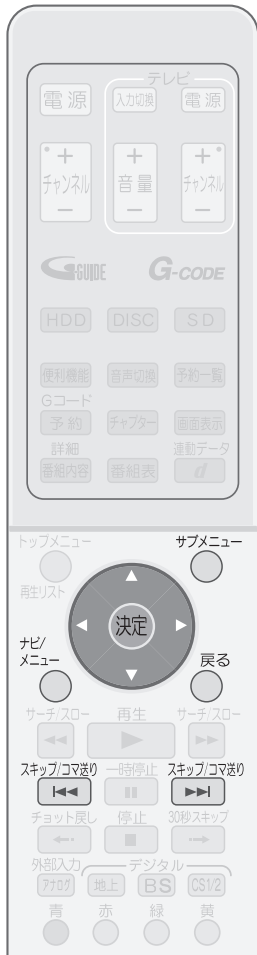 テレビ
電源 入力切換 電源
+ + +
チャンネル 音量 チャンネル
− − −
GGUIDE G-CODE
HDD DISC SD
便利機能 音声切換 予約一覧
Gコード
予約 チャプター 画面表示
詳細 連動データ
番組内容 番組表 d
トップメニュー サブメニュー
再生リスト
決定
ナビ/
メニュー 戻る
サーチ/スロー 再生 サーチ/スロー
スキップ/コマ送り 一時停止 スキップ/コマ送り
チョット戻し 停止 30秒スキップ
外部入力 デジタル
アナログ 地上 BS CS1/2
青 赤 緑 黄